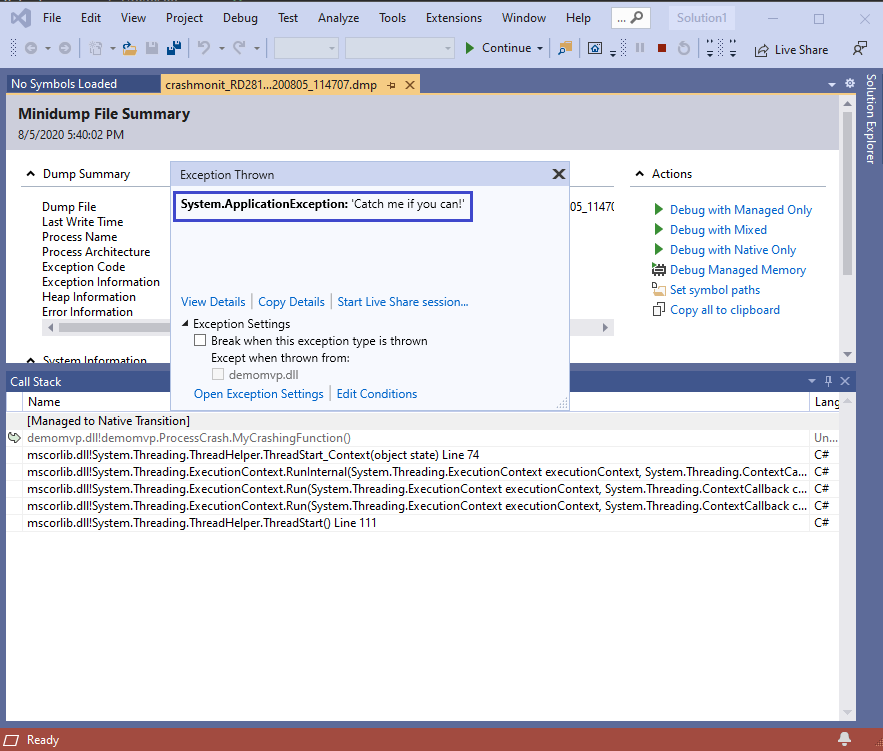 File Edit View Project Debug Test Analyze Tools Extensions Window Help ... Solution1
Continue Live Share
No Symbols Loaded crashmonit_RD281...200805_114707.dmp
Solution Explorer
Minidump File Summary
8/5/2020 5:40:02 PM
Dump Summary
Dump File
Last Write Time
Process Name
Process Architecture
Exception Code
Exception Information
Heap Information
Error Information
System Information
05_11470
Exception Thrown
System.ApplicationException: 'Catch me if you can!'
View Details Copy Details Start Live Share session...
Exception Settings
Break when this exception type is thrown
Except when thrown from:
demomvp.dll
Open Exception Settings Edit Conditions
Actions
Debug with Managed Only
Debug with Mixed
Debug with Native Only
Debug Managed Memory
Set symbol paths
Copy all to clipboard
Call Stack
Name Lang
[Managed to Native Transition]
demomvp.dll!demomvp.ProcessCrash.MyCrashingFunction() Un...
mscorlib.dll!System.Threading.ThreadHelper.ThreadStart_Context(object state) Line 74 C#
mscorlib.dll!System.Threading.ExecutionContext.RunInternal(System.Threading.ExecutionContext executionContext, System.Threading.ContextCa... C#
mscorlib.dll!System.Threading.ExecutionContext.Run(System.Threading.ExecutionContext executionContext, System.Threading.ContextCallback c... C#
mscorlib.dll!System.Threading.ExecutionContext.Run(System.Threading.ExecutionContext executionContext, System.Threading.ContextCallback c... C#
mscorlib.dll!System.Threading.ThreadHelper.ThreadStart() Line 111 C#
Ready